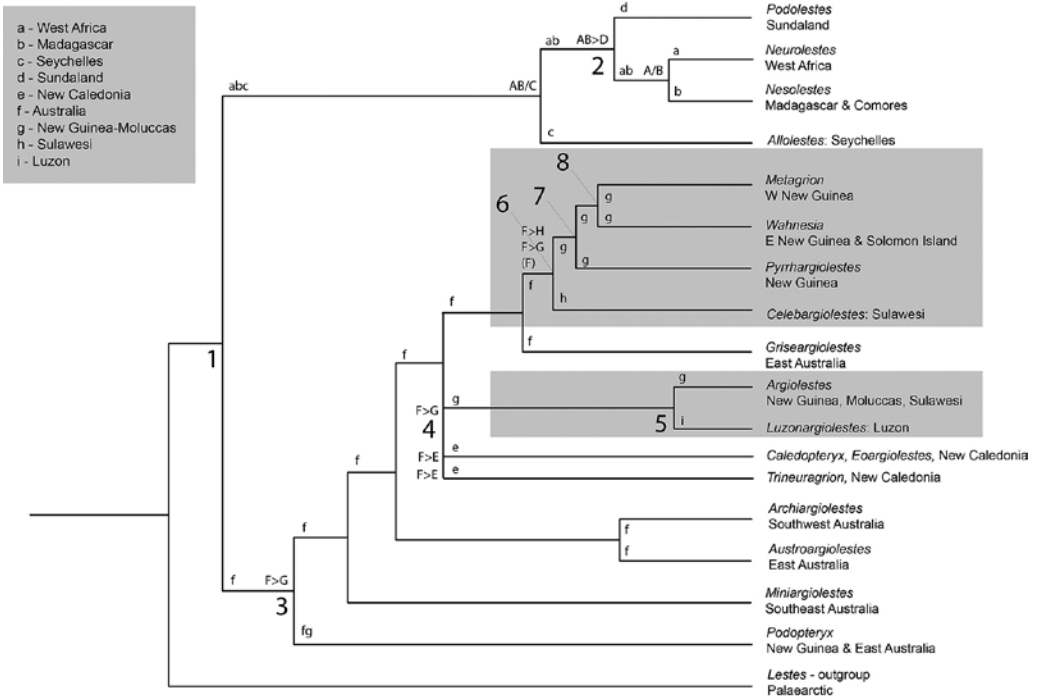 a - West Africa
b - Madagascar
c - Seychelles
d - Sundaland
e - New Caledonia
f - Australia
g - New Guinea-Moluccas
h - Sulawesi
i - Luzon
d
Podolestes
Sundaland
ab
AB>D
2
a
Neurolestes
West Africa
ab
A/B
b
Nesolestes
Madagascar & Comores
abc
AB/C
c
Allolestes: Seychelles
8
Metagrion
W New Guinea
g
7
g
g
Wahnesia
E New Guinea & Solomon Island
6
F>H
F>G
(F)
g
g
Pyrrhargiolestes
New Guinea
f
h
Celebargiolestes: Sulawesi
f
f
Griseargiolestes
East Australia
1
f
g
Argiolestes
New Guinea, Moluccas, Sulawesi
F>G
g
4
5
i
Luzonargiolestes: Luzon
F>E
e
Caledopteryx, Eoargiolestes, New Caledonia
F>E
e
Trineuragrion, New Caledonia
f
Archiargiolestes
Southwest Australia
f
f
Austroargiolestes
East Australia
f
f
F>G
3
Miniargiolestes
Southeast Australia
fg
Podopteryx
New Guinea & East Australia
Lestes - outgroup
Palaearctic